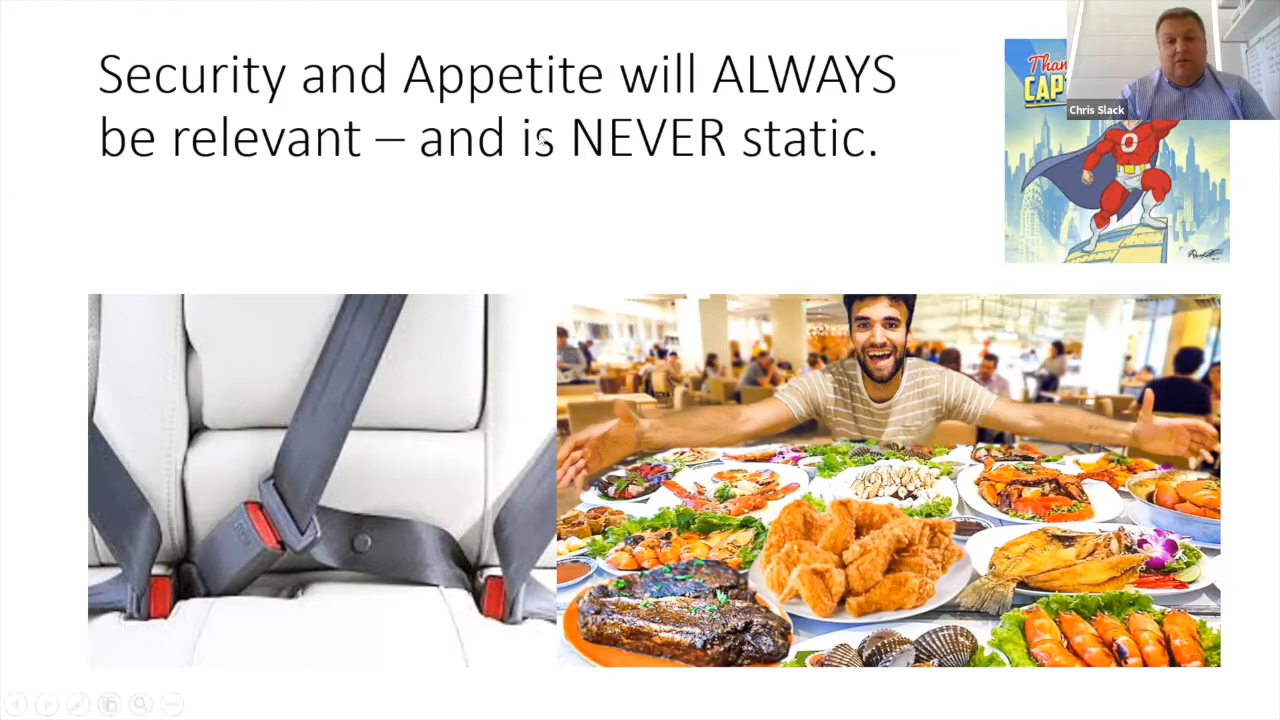 Security and Appetite will ALWAYS
be relevant – and is NEVER static.
Chris Slack
O